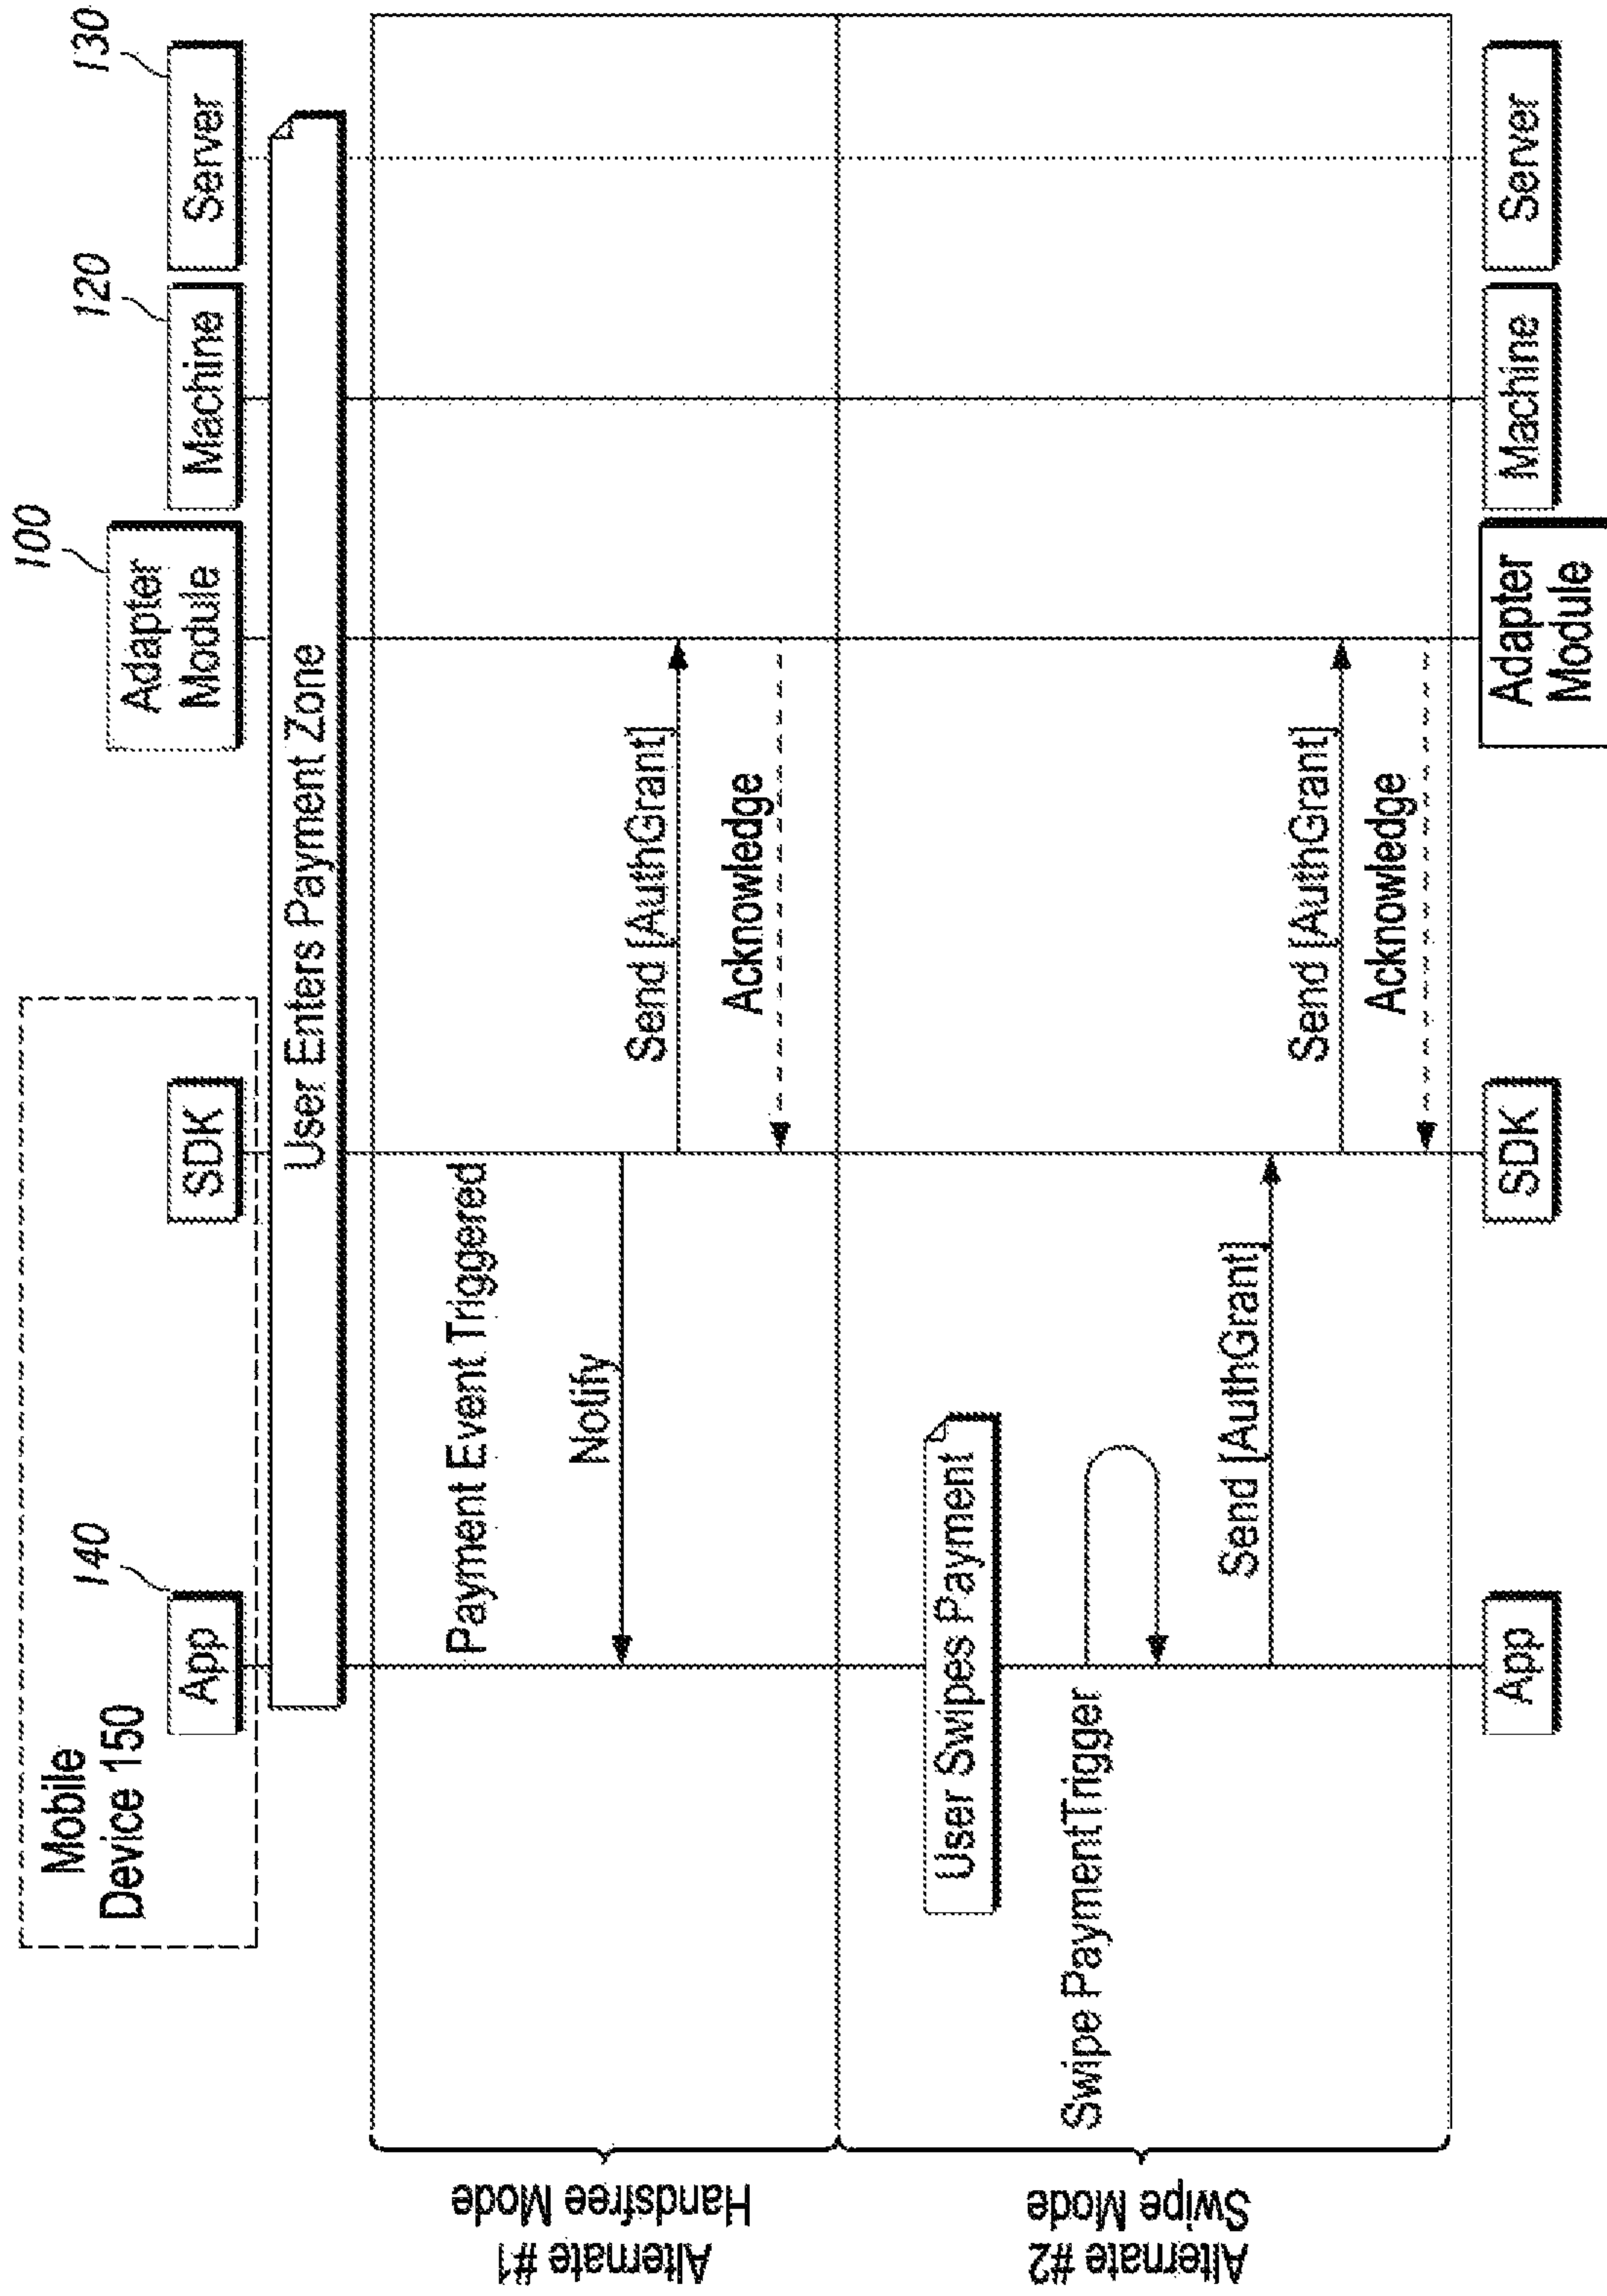 Mobile
Device 150
140
100
120
130
App
SDK
Adapter
Module
Machine
Server
User Enters Payment Zone
Alternate #1
Handsfree Mode
Payment Event Triggered
Notify
Send [AuthGrant]
Acknowledge
Alternate #2
Swipe Mode
User Swipes Payment
Swipe PaymentTrigger
Send [AuthGrant]
Send [AuthGrant]
Acknowledge
App
SDK
Adapter
Module
Machine
Server